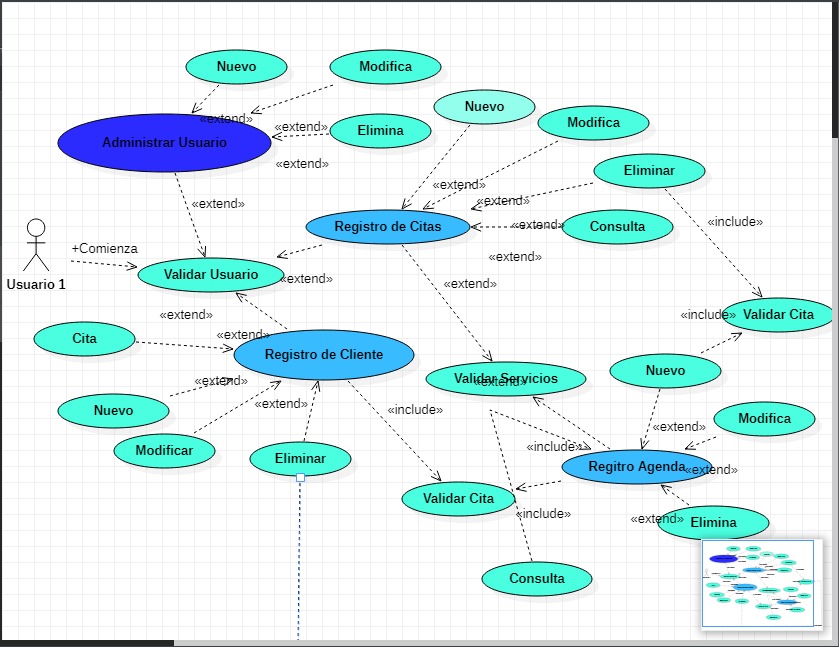 Nuevo
Modifica
«extend»
Administrar Usuario
«extend»
Elimina
«extend»
Nuevo
Modifica
Eliminar
«extend»
«extend»
«extend»
Registro de Citas
«extend»
Consulta
«include»
«extend»
+Comienza
Usuario 1
Validar Usuario
«extend»
«extend»
«extend»
«include»
Validar Cita
Cita
«extend»
Registro de Cliente
Validar Servicios
«extend»
Nuevo
«extend»
Nuevo
«extend»
«include»
Modifica
«extend»
Modificar
Eliminar
«include»
Regitro Agenda
«extend»
Validar Cita
«include»
«extend»
Elimina
Consulta